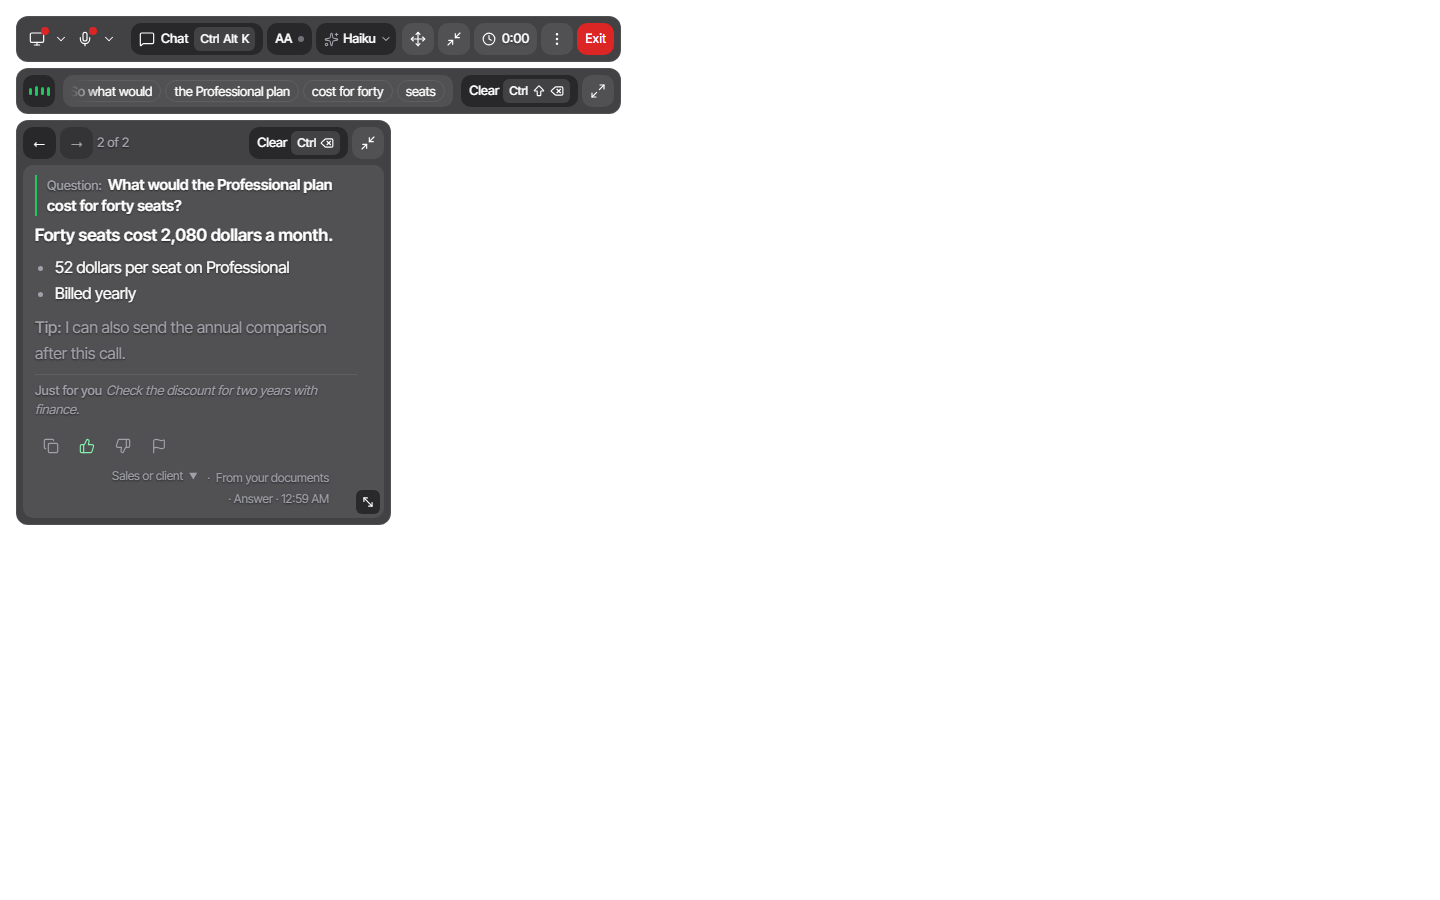 Chat Ctrl Alt K AA Haiku 0:00 Exit
So what would the Professional plan cost for forty seats Clear Ctrl
← → 2 of 2 Clear Ctrl
Question: What would the Professional plan
cost for forty seats?
Forty seats cost 2,080 dollars a month.
• 52 dollars per seat on Professional
• Billed yearly
Tip: I can also send the annual comparison
after this call.
Just for you Check the discount for two years with
finance.
Sales or client ▼ · From your documents
· Answer · 12:59 AM